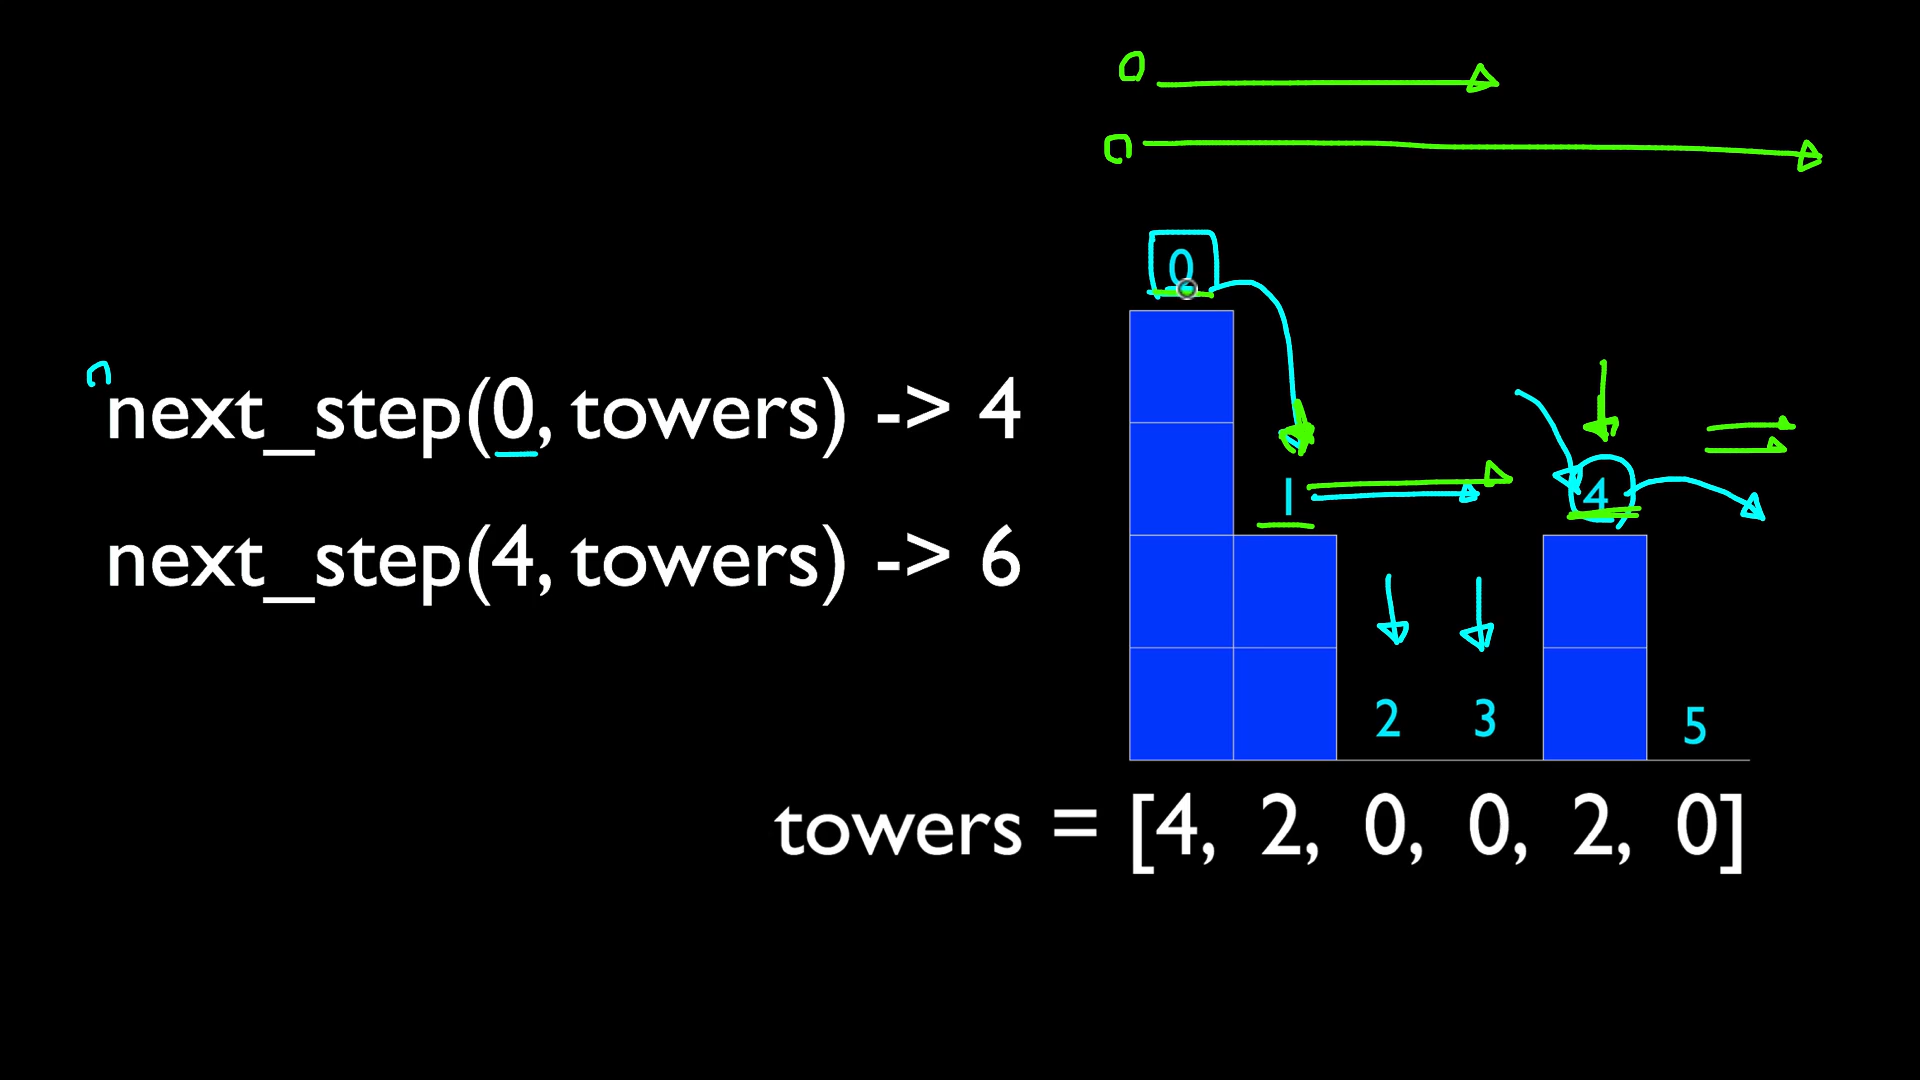 0
0
0
next_step(0, towers) -> 4
1
4
next_step(4, towers) -> 6
2 3 5
towers = [4, 2, 0, 0, 2, 0]